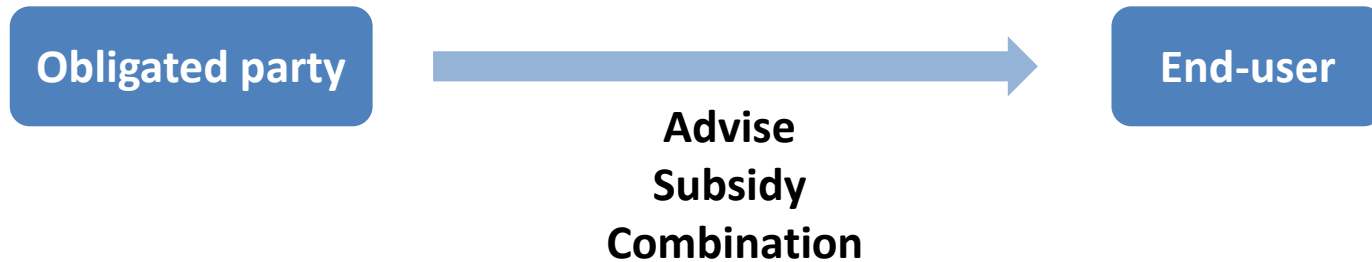 Obligated party
End-user
Advise
Subsidy
Combination